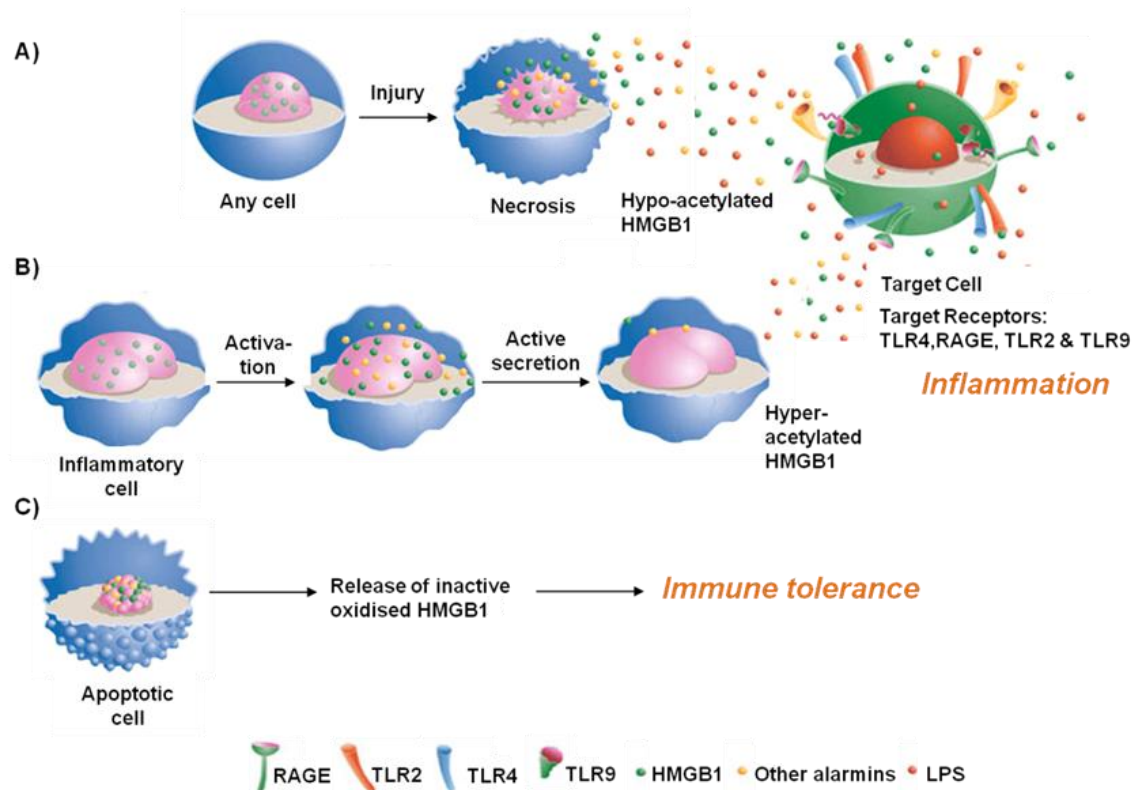 A)
Injury
Any cell
Necrosis
Hypo-acetylated
HMGB1
Target Cell
Target Receptors:
TLR4,RAGE, TLR2 & TLR9
Inflammation
B)
Activa-
tion
Active
secretion
Inflammatory
cell
Hyper-
acetylated
HMGB1
C)
Release of inactive
oxidised HMGB1
Immune tolerance
Apoptotic
cell
RAGE TLR2 TLR4 TLR9 HMGB1 Other alarmins LPS